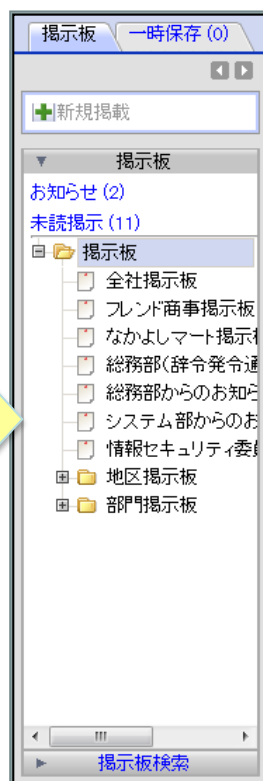 掲示板 一時保存 (0)
新規掲載
掲示板
お知らせ (2)
未読掲示 (11)
掲示板
全社掲示板
フレンド商事掲示板
なかよしマート掲示
総務部(辞令発令通
総務部からのお知ら
システム部からのお
情報セキュリティ委
地区掲示板
部門掲示板
掲示板検索